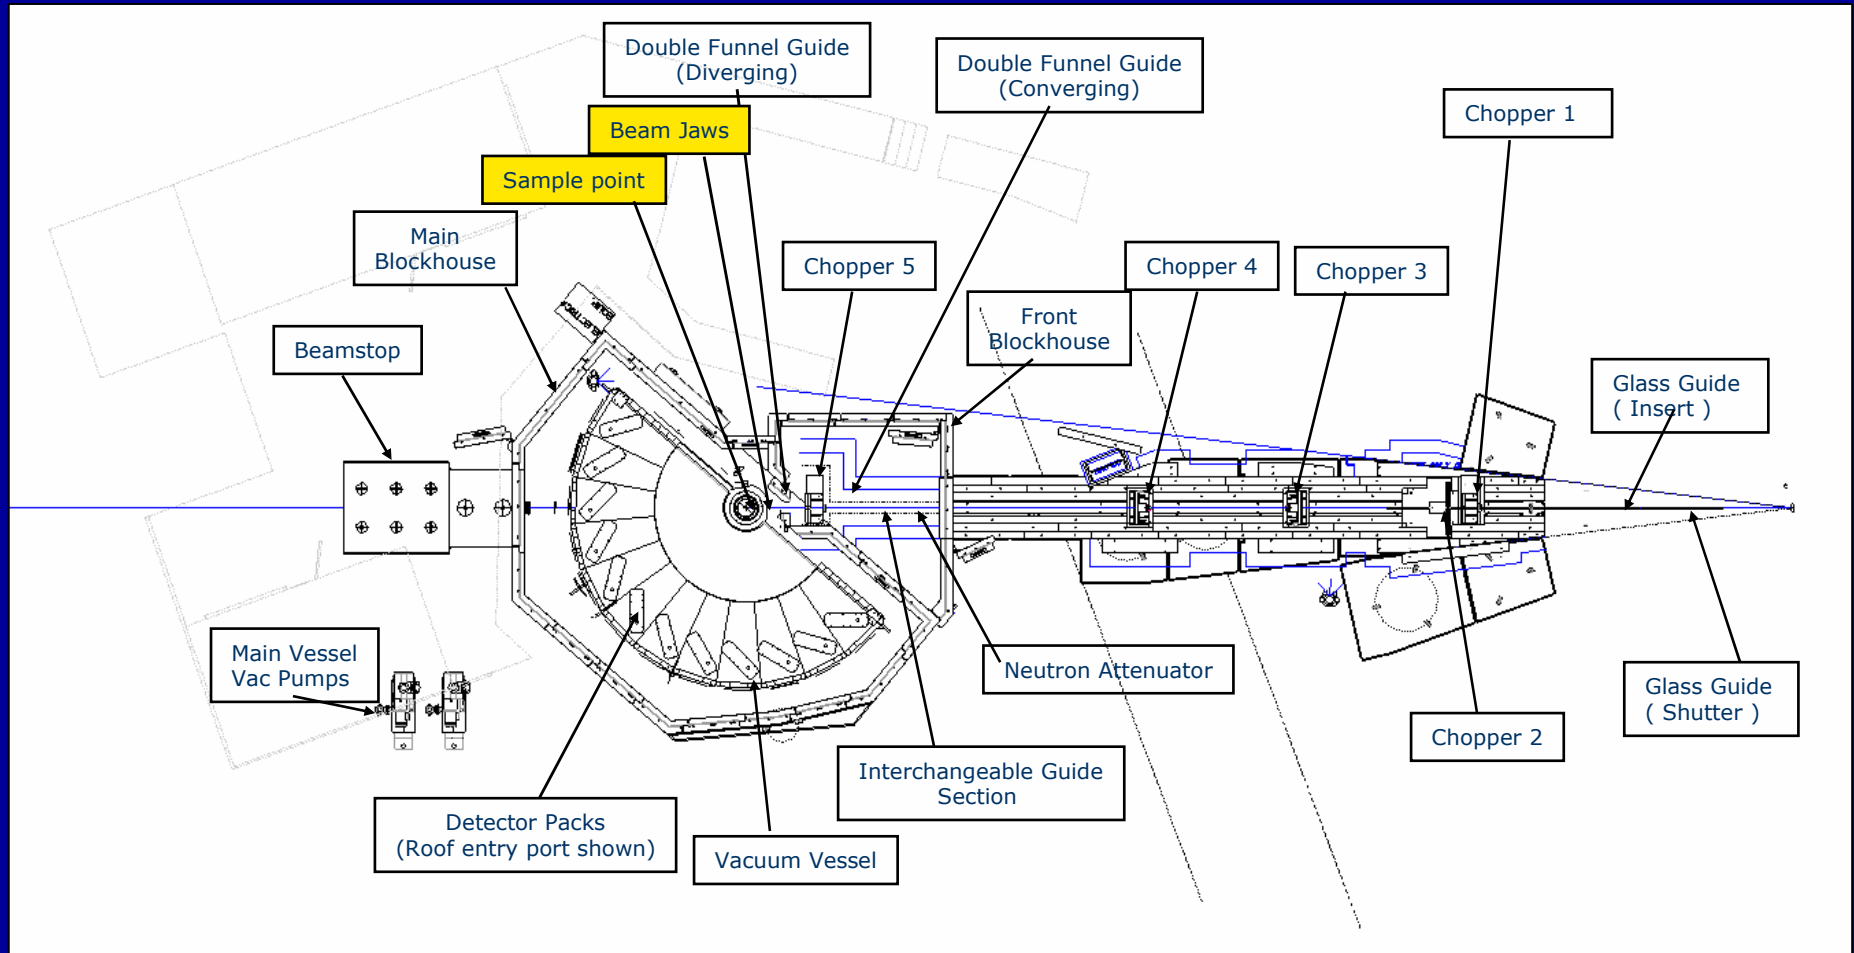 Double Funnel Guide
(Diverging)
Double Funnel Guide
(Converging)
Chopper 1
Beam Jaws
Sample point
Main
Blockhouse
Chopper 5
Chopper 4
Chopper 3
Front
Blockhouse
Beamstop
Glass Guide
( Insert )
Main Vessel
Vac Pumps
Neutron Attenuator
Glass Guide
( Shutter )
Chopper 2
Interchangeable Guide
Section
Detector Packs
(Roof entry port shown)
Vacuum Vessel